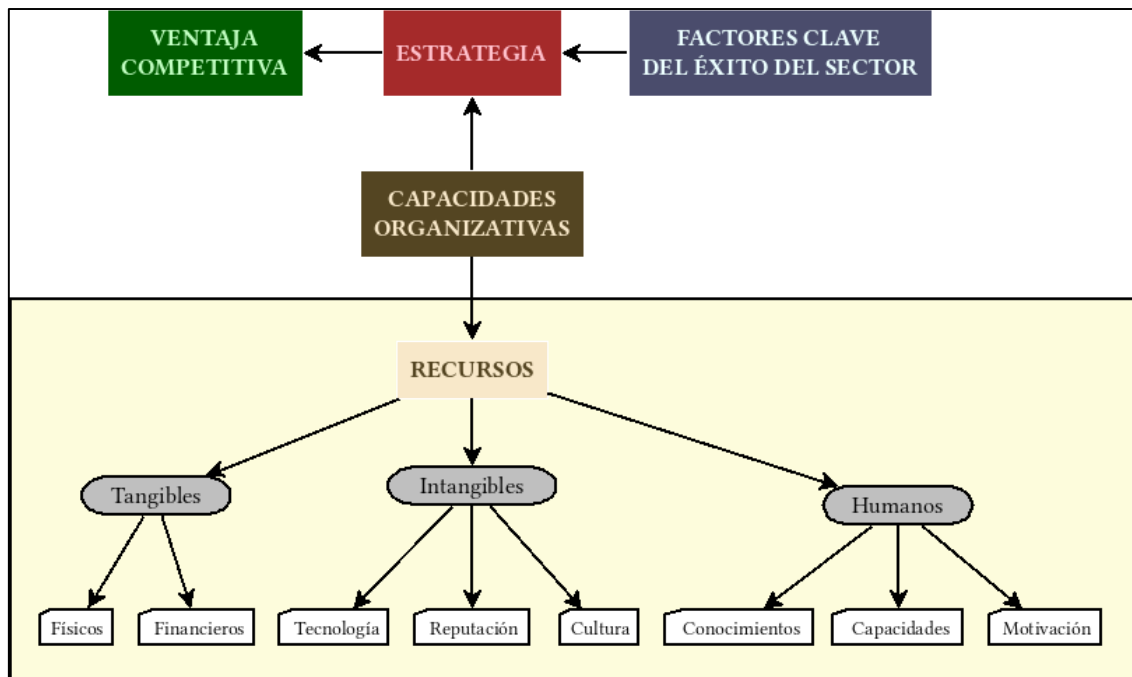 VENTAJA
COMPETITIVA
ESTRATEGIA
FACTORES CLAVE
DEL ÉXITO DEL SECTOR
CAPACIDADES
ORGANIZATIVAS
RECURSOS
Tangibles
Intangibles
Humanos
Físicos
Financieros
Tecnología
Reputación
Cultura
Conocimientos
Capacidades
Motivación